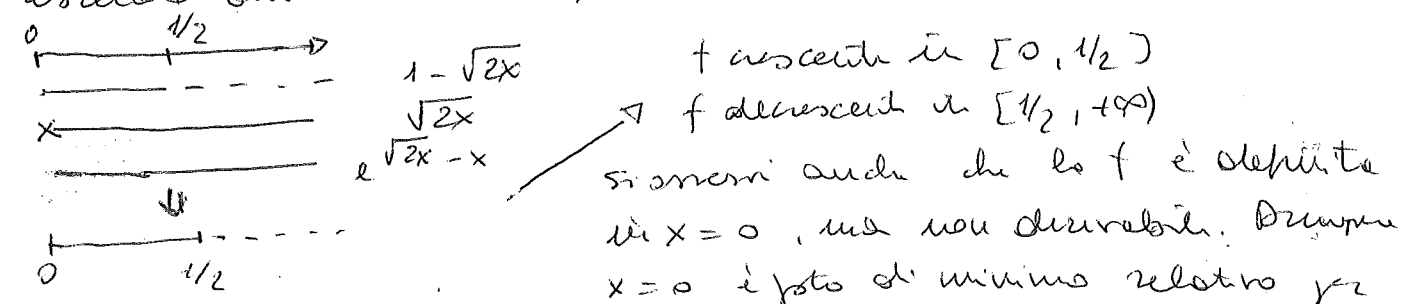 0 1/2
1 - √2x f crescente in [0, 1/2)
√2x f decrescente in [1/2, +∞)
e^{√2x - x} si osservi anche che la f è definita
0 1/2 in x = 0, ma non derivabile. Dunque
x = 0 è pto di minimo relativo per